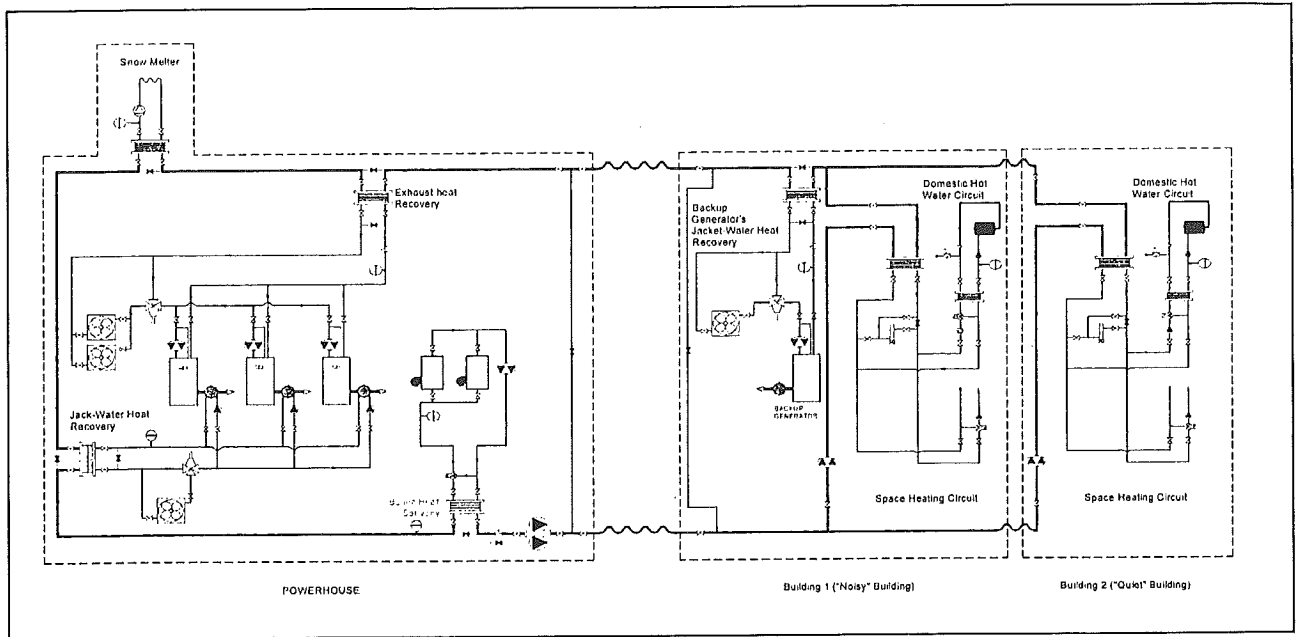 Snow Melter
Exhaust heat
Recovery
Jack-Water Heat
Recovery
POWERHOUSE
Backup
Generator's
Jacket-Water Heat
Recovery
BACKUP
GENERATOR
Domestic Hot
Water Circuit
Space Heating Circuit
Building 1 ("Noisy" Building)
Domestic Hot
Water Circuit
Space Heating Circuit
Building 2 ("Quiet" Building)